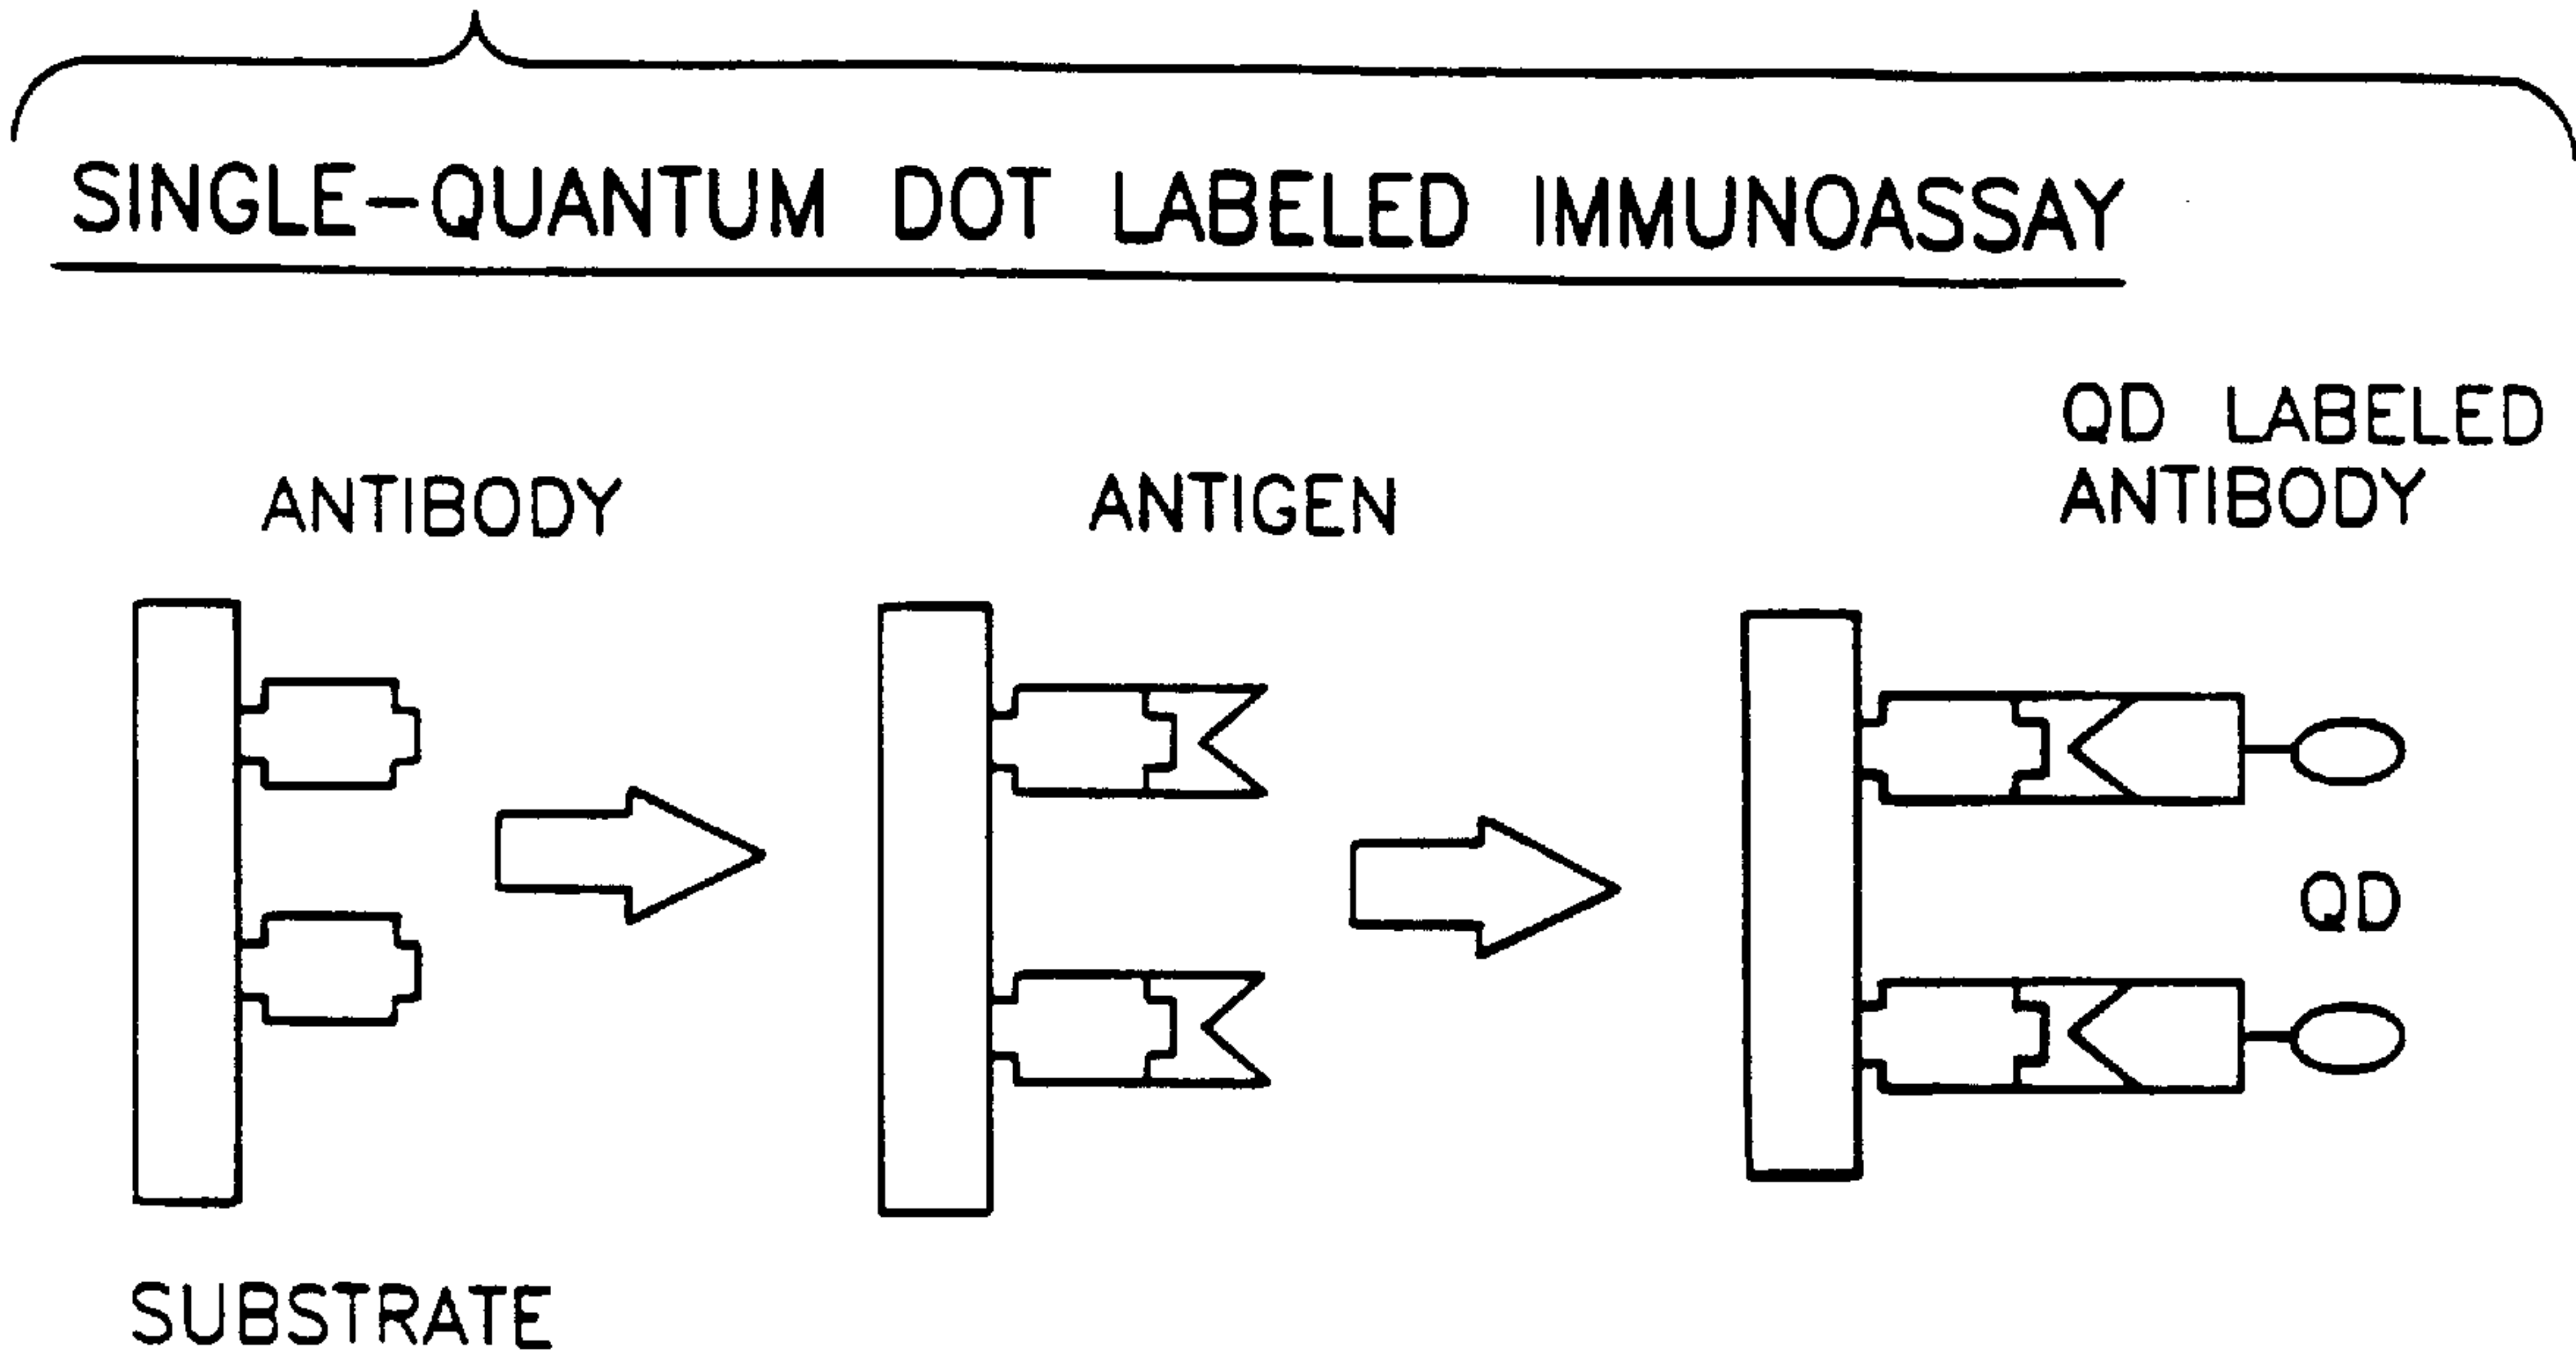 SINGLE-QUANTUM DOT LABELED IMMUNOASSAY
ANTIBODY
ANTIGEN
QD LABELED
ANTIBODY
QD
SUBSTRATE